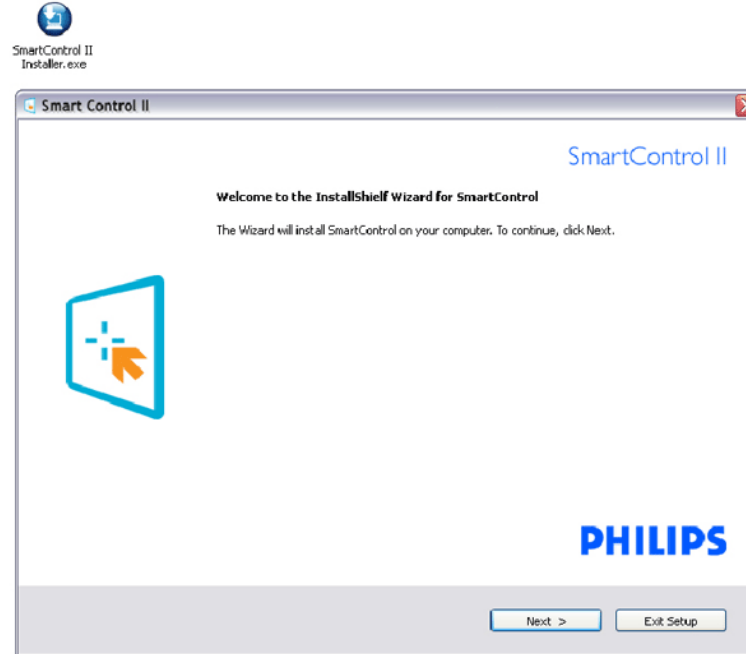 SmartControl II
Installer.exe
Smart Control II
SmartControl II
Welcome to the InstallShielf Wizard for SmartControl
The Wizard will install SmartControl on your computer. To continue, click Next.
PHILIPS
Next >
Exit Setup